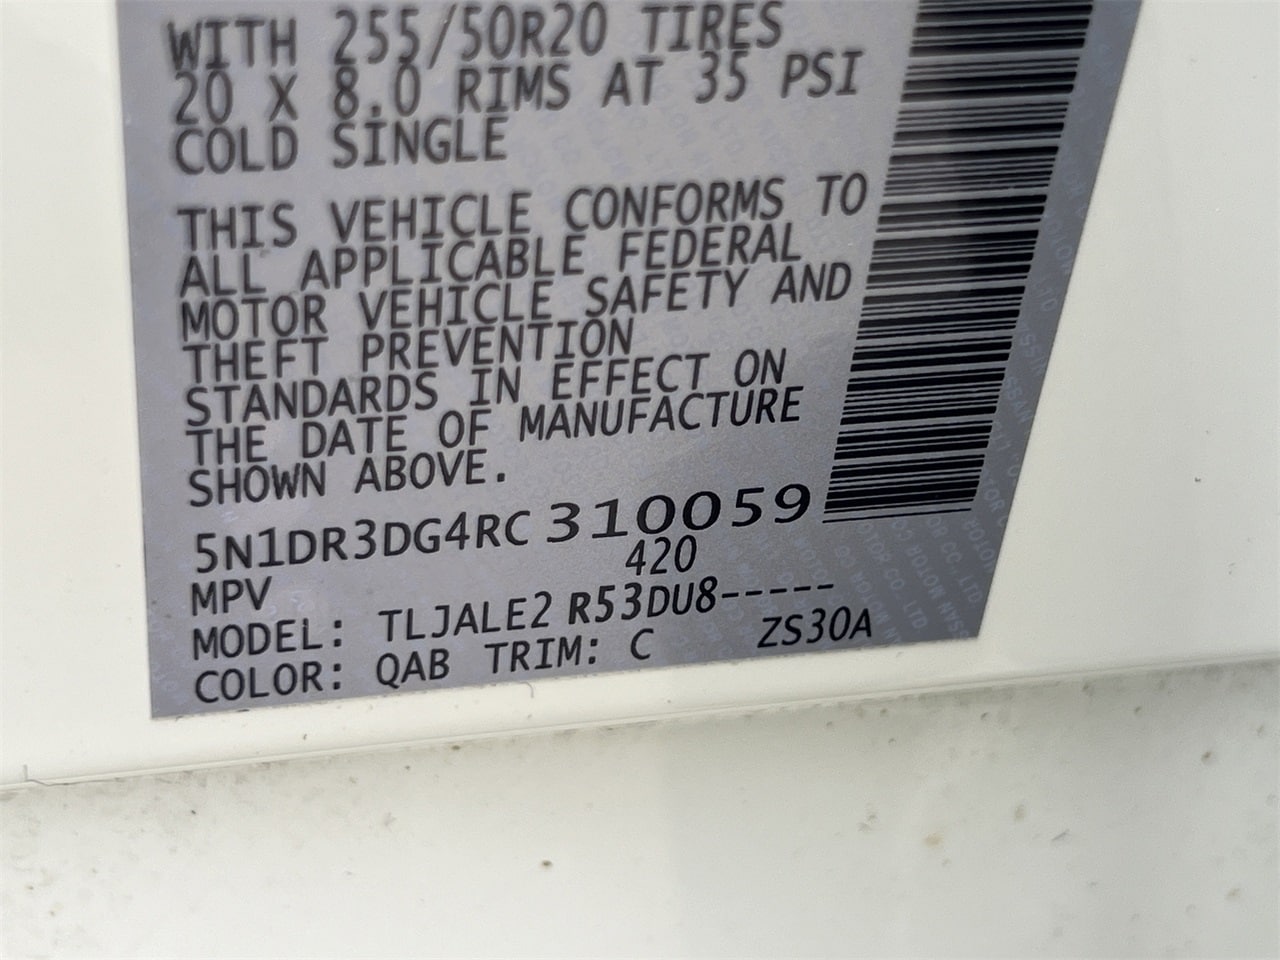 WITH 255/50R20 TIRES
20 X 8.0 RIMS AT 35 PSI
COLD SINGLE
THIS VEHICLE CONFORMS TO
ALL APPLICABLE FEDERAL
MOTOR VEHICLE SAFETY AND
THEFT PREVENTION
STANDARDS IN EFFECT ON
THE DATE OF MANUFACTURE
SHOWN ABOVE.
5N1DR3DG4RC310059
MPV 420
MODEL: TLJALE2 R53DU8-----
COLOR: QAB TRIM: C ZS30A